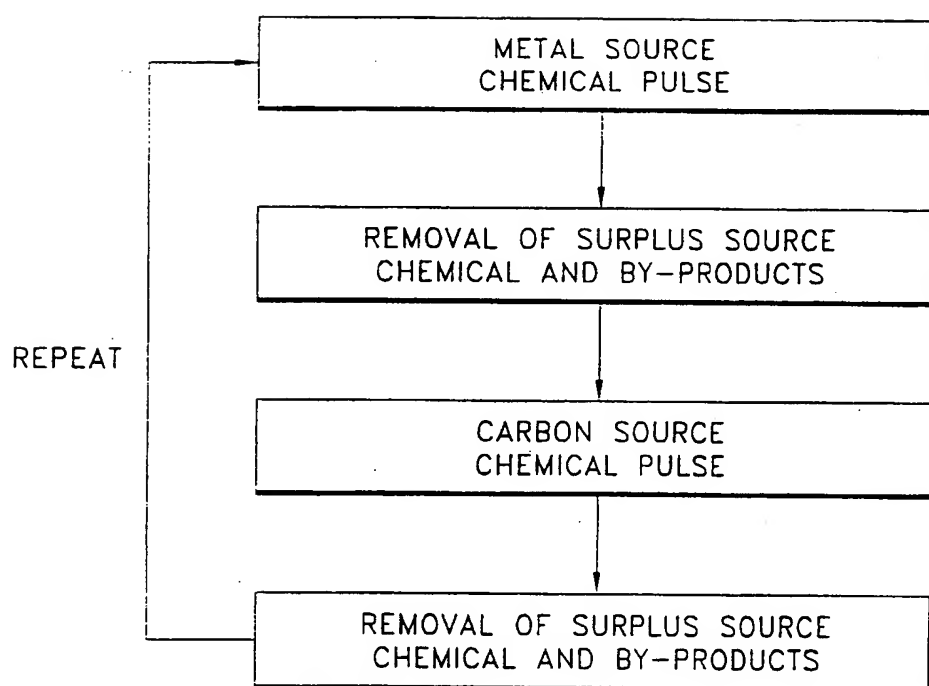 METAL SOURCE
CHEMICAL PULSE
REMOVAL OF SURPLUS SOURCE
CHEMICAL AND BY-PRODUCTS
REPEAT
CARBON SOURCE
CHEMICAL PULSE
REMOVAL OF SURPLUS SOURCE
CHEMICAL AND BY-PRODUCTS